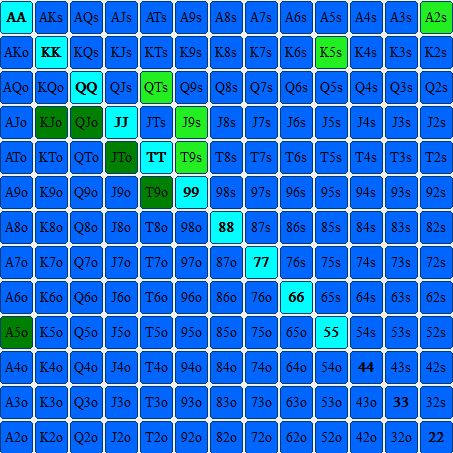 AA AKs AQs AJs ATs A9s A8s A7s A6s A5s A4s A3s A2s
AKo KK KQs KJs KTs K9s K8s K7s K6s K5s K4s K3s K2s
AQo KQo QQ QJs QTs Q9s Q8s Q7s Q6s Q5s Q4s Q3s Q2s
AJo KJo QJo JJ JTs J9s J8s J7s J6s J5s J4s J3s J2s
ATo KTo QTo JTo TT T9s T8s T7s T6s T5s T4s T3s T2s
A9o K9o Q9o J9o T9o 99 98s 97s 96s 95s 94s 93s 92s
A8o K8o Q8o J8o T8o 98o 88 87s 86s 85s 84s 83s 82s
A7o K7o Q7o J7o T7o 97o 87o 77 76s 75s 74s 73s 72s
A6o K6o Q6o J6o T6o 96o 86o 76o 66 65s 64s 63s 62s
A5o K5o Q5o J5o T5o 95o 85o 75o 65o 55 54s 53s 52s
A4o K4o Q4o J4o T4o 94o 84o 74o 64o 54o 44 43s 42s
A3o K3o Q3o J3o T3o 93o 83o 73o 63o 53o 43o 33 32s
A2o K2o Q2o J2o T2o 92o 82o 72o 62o 52o 42o 32o 22